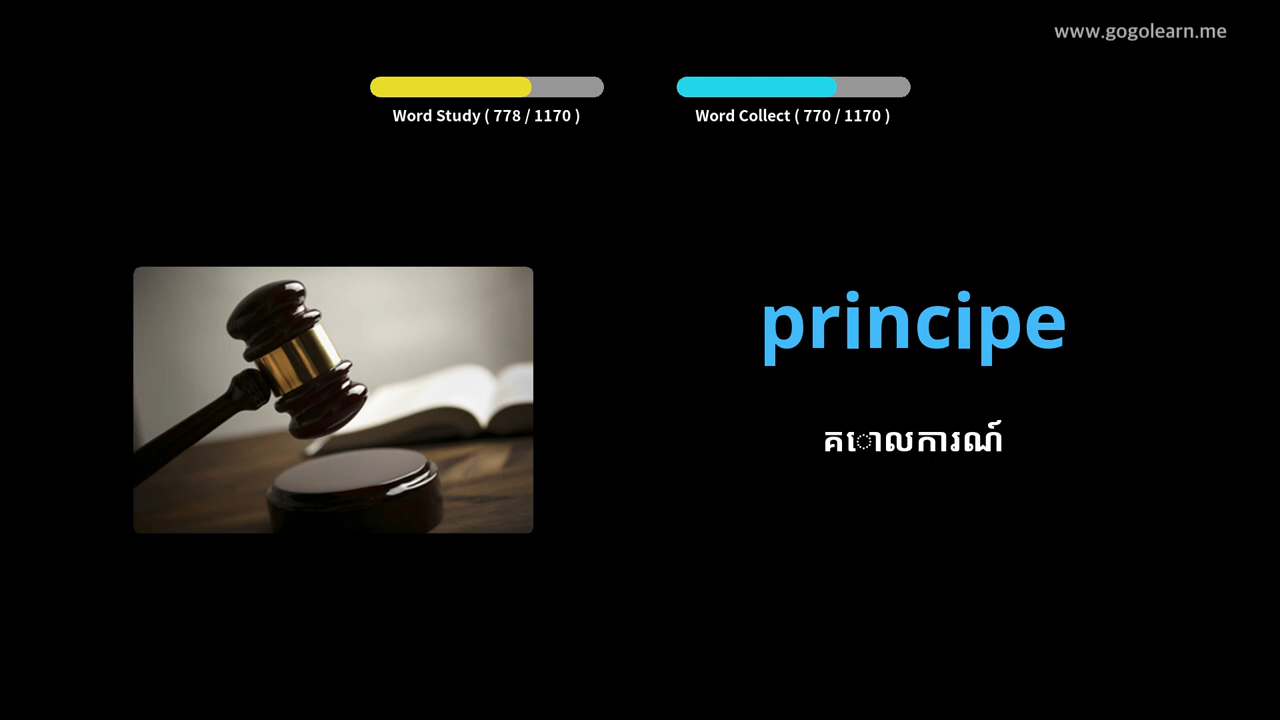 www.gogolearn.me
Word Study ( 778 / 1170 )
Word Collect ( 770 / 1170 )
principe
គោលការណ៍